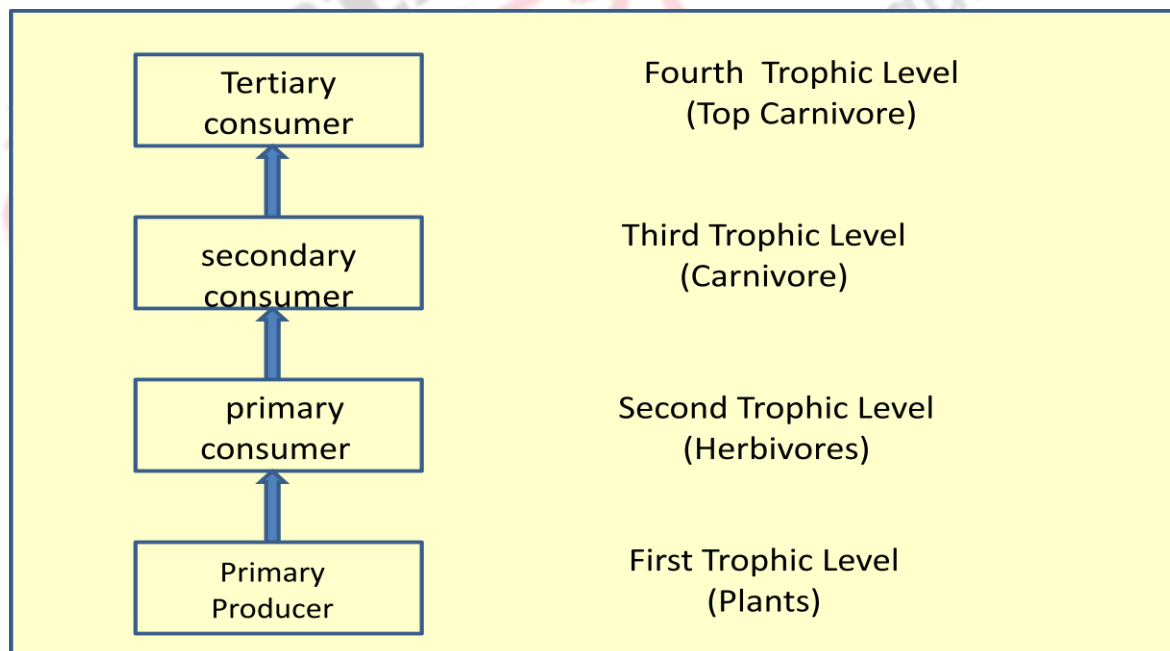 Tertiary
consumer
Fourth Trophic Level
(Top Carnivore)
secondary
consumer
Third Trophic Level
(Carnivore)
primary
consumer
Second Trophic Level
(Herbivores)
Primary
Producer
First Trophic Level
(Plants)